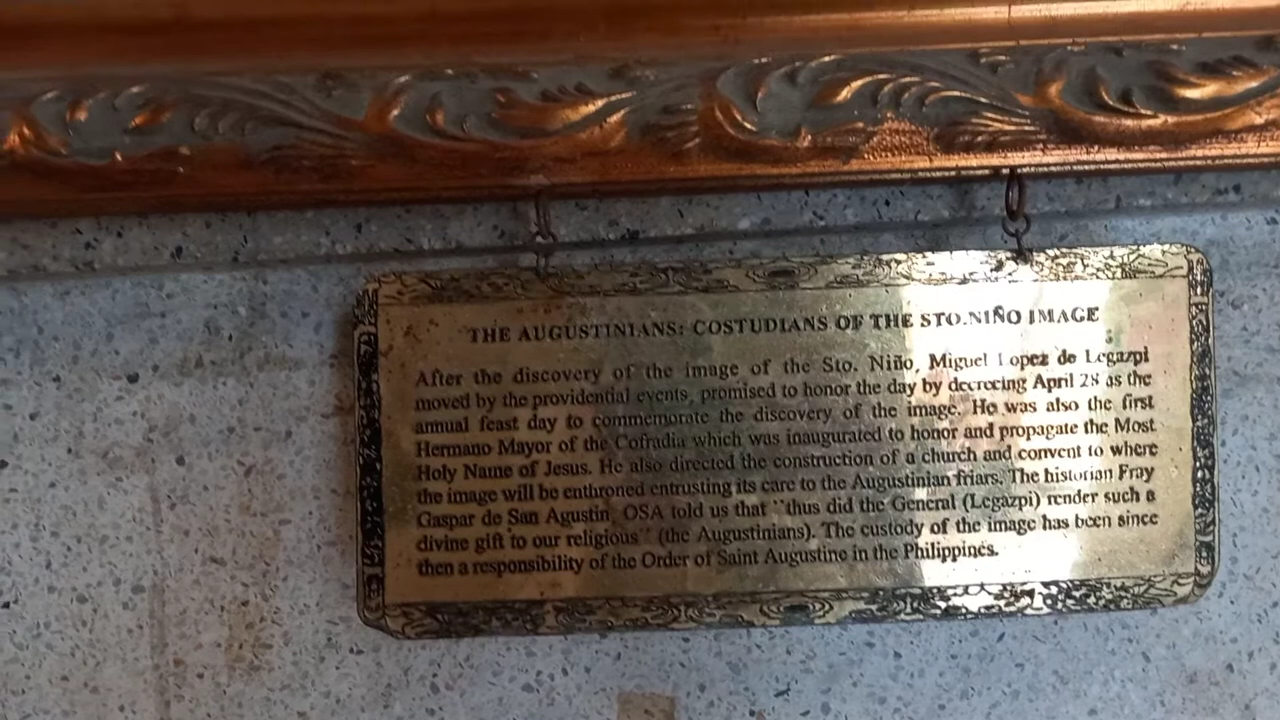 THE AUGUSTINIANS: COSTUDIANS OF THE STO.NIÑO IMAGE
After the discovery of the image of the Sto. Niño, Miguel Lopez de Legazpi
moved by the providential events, promised to honor the day by decreeing April 28 as the
annual feast day to commemorate the discovery of the image. He was also the first
Hermano Mayor of the Cofradia which was inaugurated to honor and propagate the Most
Holy Name of Jesus. He also directed the construction of a church and convent to where
the image will be enthroned entrusting its care to the Augustinian friars. The historian Fray
Gaspar de San Agustin, OSA told us that "thus did the General (Legazpi) render such a
divine gift to our religious" (the Augustinians). The custody of the image has been since
then a responsibility of the Order of Saint Augustine in the Philippines.